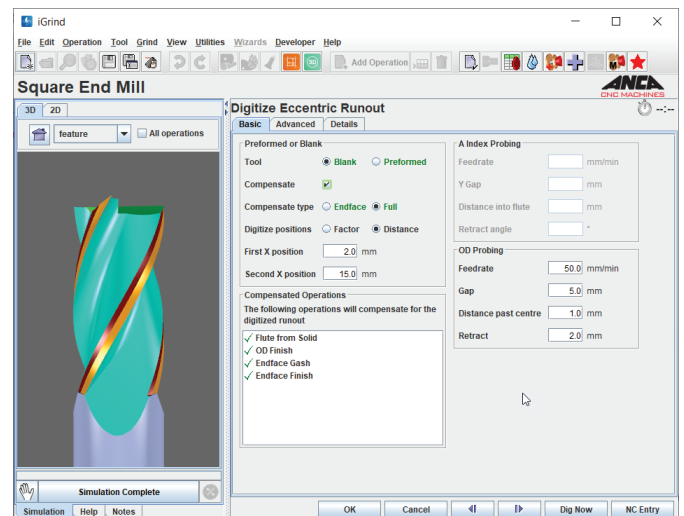 iGrind
File Edit Operation Tool Grind View Utilities Wizards Developer Help
Add Operation
Square End Mill
ANCA
CNC MACHINES
3D 2D
feature All operations
Simulation Complete
Simulation Help Notes
Digitize Eccentric Runout
--:--
Basic Advanced Details
Preformed or Blank
Tool Blank Preformed
Compensate
Compensate type Endface Full
Digitize positions Factor Distance
First X position 2.0 mm
Second X position 15.0 mm
Compensated Operations
The following operations will compensate for the
digitized runout
Flute from Solid
OD Finish
Endface Gash
Endface Finish
A Index Probing
Feedrate mm/min
Y Gap mm
Distance into flute mm
Retract angle °
OD Probing
Feedrate 50.0 mm/min
Gap 5.0 mm
Distance past centre 1.0 mm
Retract 2.0 mm
OK Cancel Dig Now NC Entry